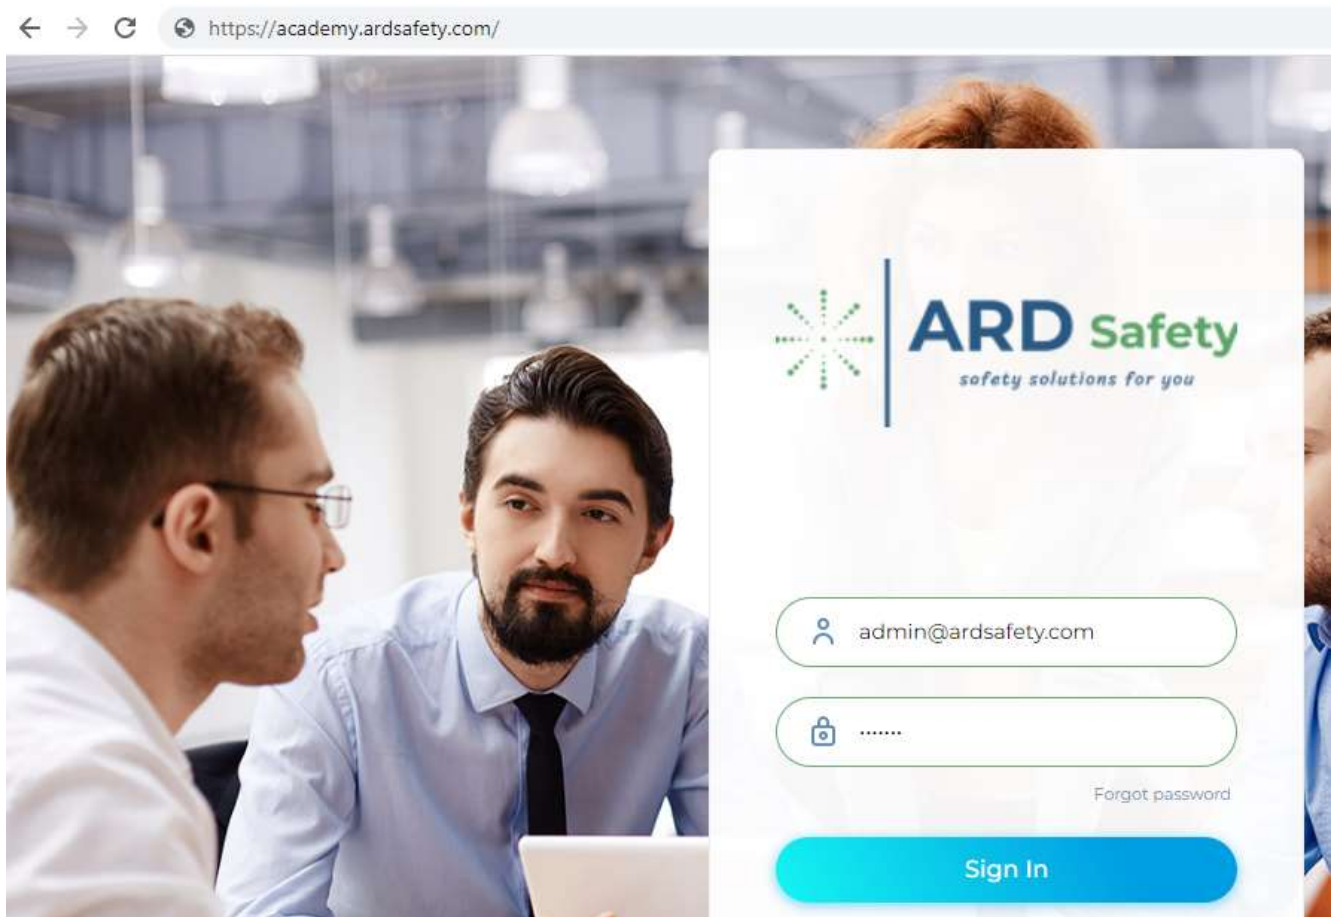 https://academy.ardsafety.com/
ARD Safety
safety solutions for you
admin@ardsafety.com
.......
Forgot password
Sign In